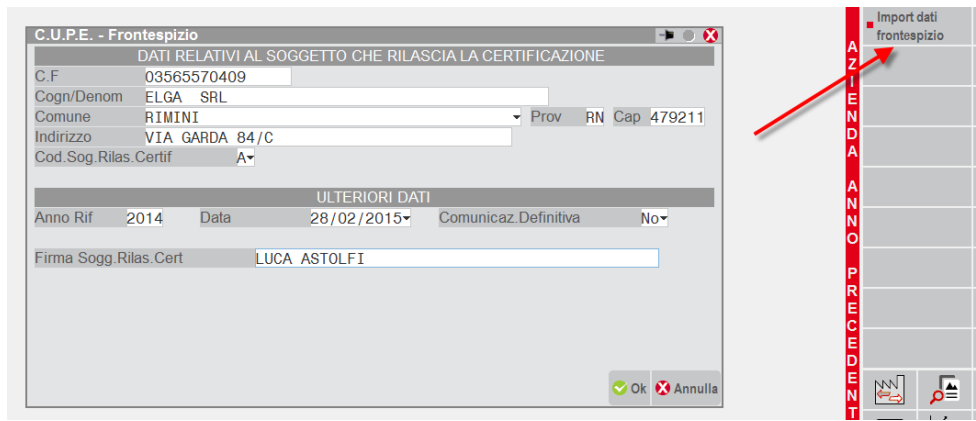 C.U.P.E. - Frontespizio
DATI RELATIVI AL SOGGETTO CHE RILASCIA LA CERTIFICAZIONE
C.F 03565570409
Cogn/Denom ELGA SRL
Comune RIMINI Prov RN Cap 479211
Indirizzo VIA GARDA 84/C
Cod.Sog.Rilas.Certif A
ULTERIORI DATI
Anno Rif 2014 Data 28/02/2015 Comunicaz.Definitiva No
Firma Sogg.Rilas.Cert LUCA ASTOLFI
Ok Annulla
AZIENDA ANNO PRECEDENT
Import dati
frontespizio